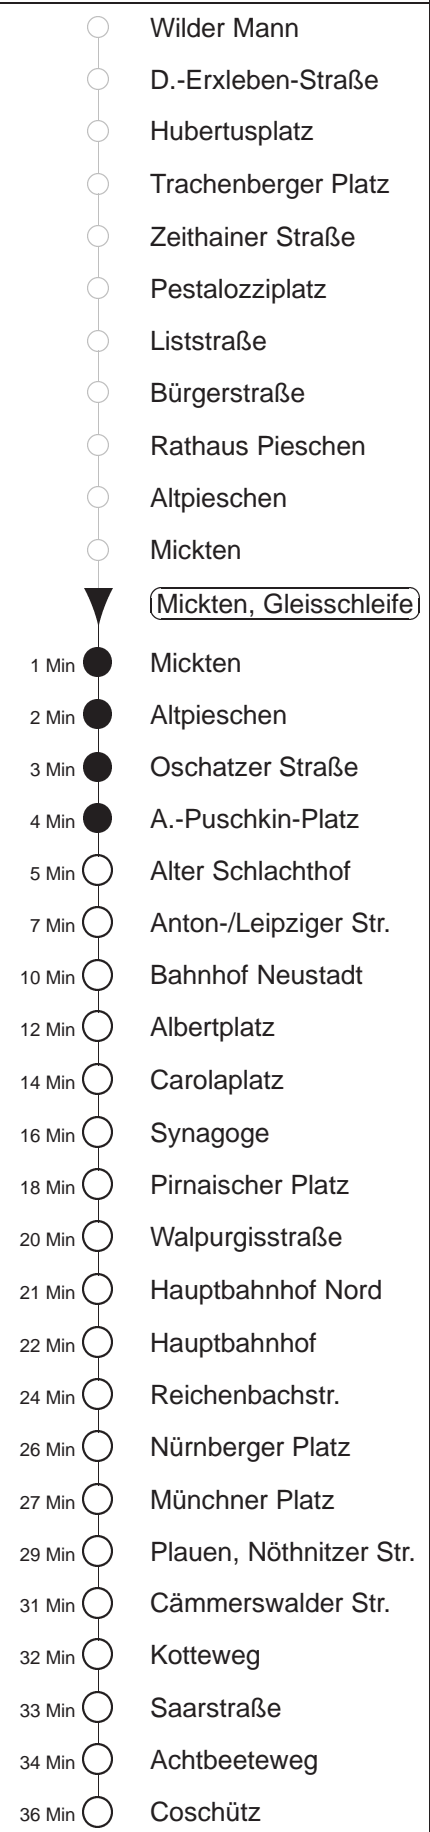 Wilder Mann
D.-Erxleben-Straße
Hubertusplatz
Trachenberger Platz
Zeithainer Straße
Pestalozziplatz
Liststraße
Bürgerstraße
Rathaus Pieschen
Altpieschen
Mickten
Mickten, Gleisschleife
1 Min Mickten
2 Min Altpieschen
3 Min Oschatzer Straße
4 Min A.-Puschkin-Platz
5 Min Alter Schlachthof
7 Min Anton-/Leipziger Str.
10 Min Bahnhof Neustadt
12 Min Albertplatz
14 Min Carolaplatz
16 Min Synagoge
18 Min Pirnaischer Platz
20 Min Walpurgisstraße
21 Min Hauptbahnhof Nord
22 Min Hauptbahnhof
24 Min Reichenbachstr.
26 Min Nürnberger Platz
27 Min Münchner Platz
29 Min Plauen, Nöthnitzer Str.
31 Min Cämmerswalder Str.
32 Min Kotteweg
33 Min Saarstraße
34 Min Achtbeeteweg
36 Min Coschütz